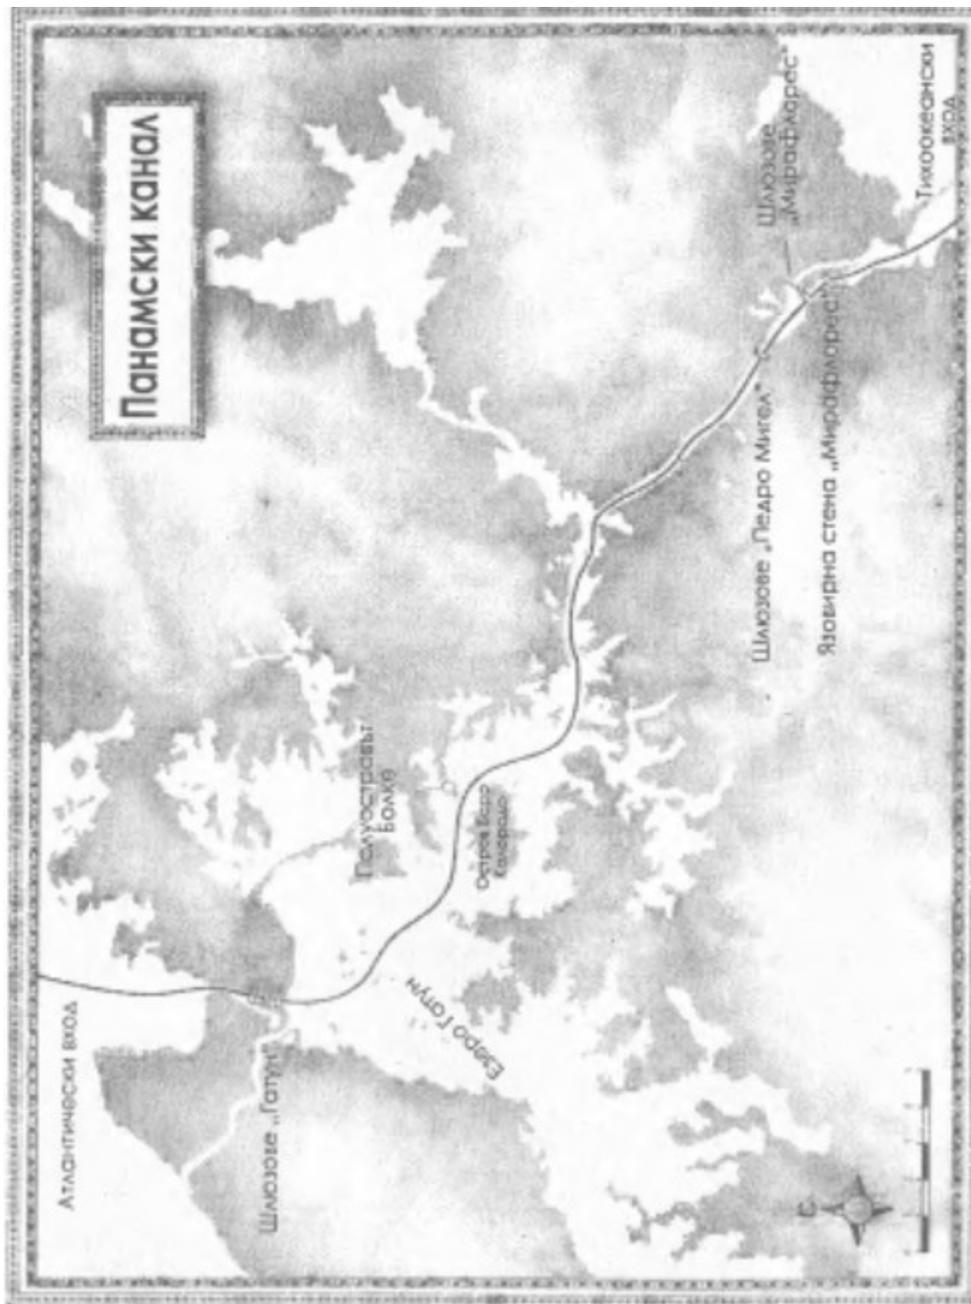 Панамски канал
Атлантически вход
Шлюзове „Гатун“
Езеро Гатун
Полуостровът
Остров Баро
Колорадо
Шлюзове „Педро Мигел“
Язовирна стена „Мирафлорес“
Шлюзове
„Мирафлорес“
Тихоокеански
вход
С